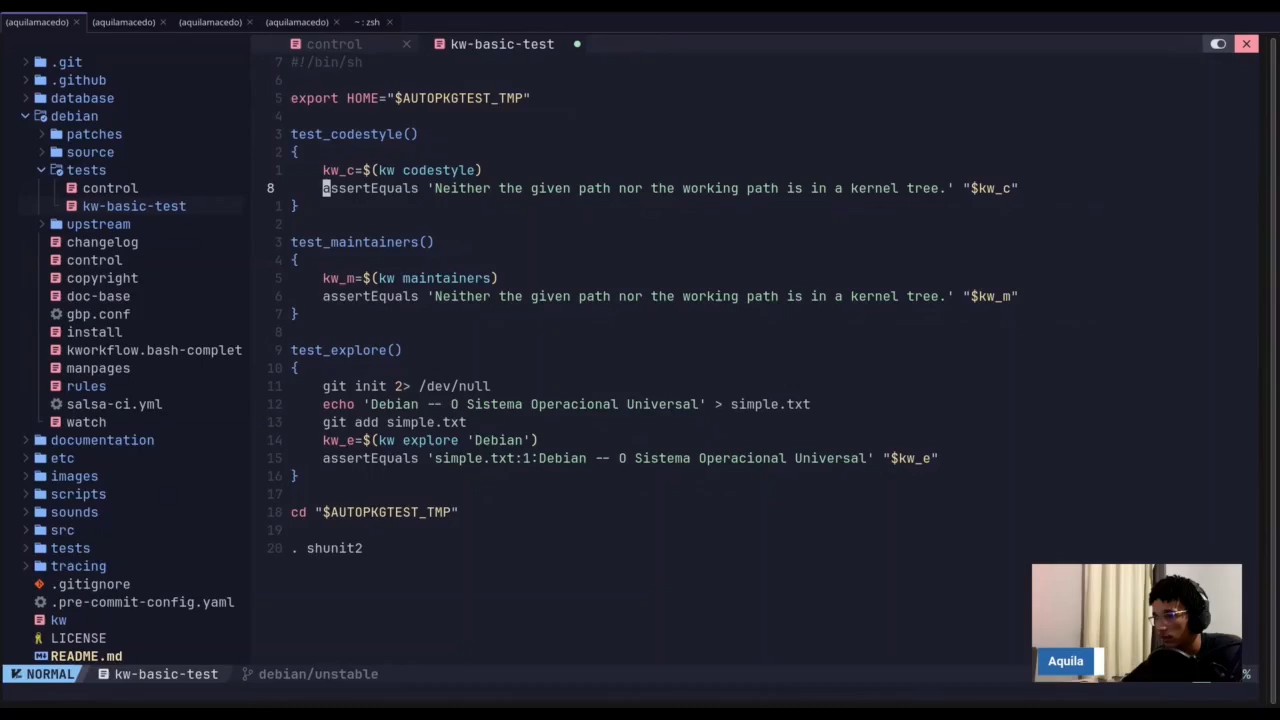 (aquilamacedo) × (aquilamacedo) × (aquilamacedo) × (aquilamacedo) × ~ : zsh ×
control × kw-basic-test
.git
.github
database
debian
patches
source
tests
control
kw-basic-test
upstream
changelog
control
copyright
doc-base
gbp.conf
install
kworkflow.bash-complet
manpages
rules
salsa-ci.yml
watch
documentation
etc
images
scripts
sounds
src
tests
tracing
.gitignore
.pre-commit-config.yaml
kw
LICENSE
README.md
7 #!/bin/sh
6
5 export HOME="$AUTOPKGTEST_TMP"
4
3 test_codestyle()
2 {
1 kw_c=$(kw codestyle)
8 assertEquals 'Neither the given path nor the working path is in a kernel tree.' "$kw_c"
1 }
2
3 test_maintainers()
4 {
5 kw_m=$(kw maintainers)
6 assertEquals 'Neither the given path nor the working path is in a kernel tree.' "$kw_m"
7 }
8
9 test_explore()
10 {
11 git init 2> /dev/null
12 echo 'Debian -- O Sistema Operacional Universal' > simple.txt
13 git add simple.txt
14 kw_e=$(kw explore 'Debian')
15 assertEquals 'simple.txt:1:Debian -- O Sistema Operacional Universal' "$kw_e"
16 }
17
18 cd "$AUTOPKGTEST_TMP"
19
20 . shunit2
Aquila
NORMAL kw-basic-test debian/unstable %